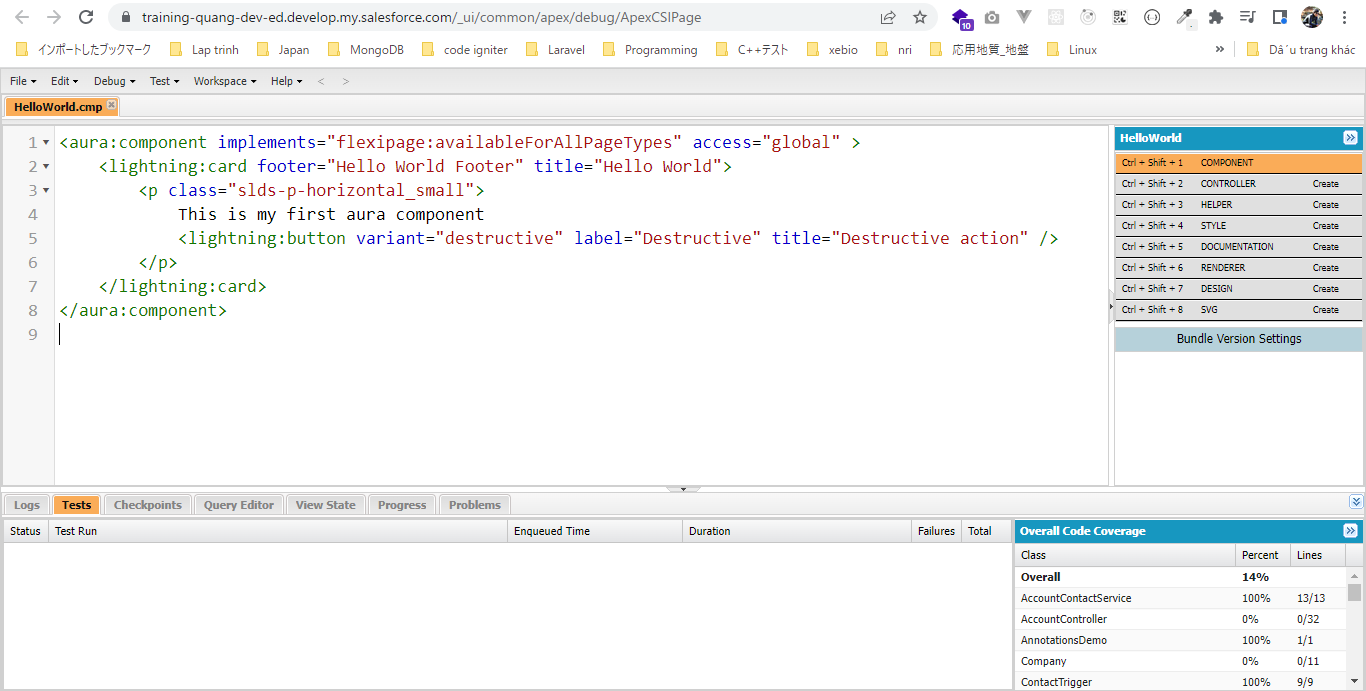 training-quang-dev-ed.develop.my.salesforce.com/_ui/common/apex/debug/ApexCSIPage
10
インポートしたブックマーク Lap trinh Japan MongoDB code igniter Laravel Programming C++テスト xebio nri 応用地質_地盤 Linux » Dấu trang khác
File Edit Debug Test Workspace Help < >
HelloWorld.cmp
1 <aura:component implements="flexipage:availableForAllPageTypes" access="global" >
2 <lightning:card footer="Hello World Footer" title="Hello World">
3 <p class="slds-p-horizontal_small">
4 This is my first aura component
5 <lightning:button variant="destructive" label="Destructive" title="Destructive action" />
6 </p>
7 </lightning:card>
8 </aura:component>
9
HelloWorld
Ctrl + Shift + 1 COMPONENT
Ctrl + Shift + 2 CONTROLLER Create
Ctrl + Shift + 3 HELPER Create
Ctrl + Shift + 4 STYLE Create
Ctrl + Shift + 5 DOCUMENTATION Create
Ctrl + Shift + 6 RENDERER Create
Ctrl + Shift + 7 DESIGN Create
Ctrl + Shift + 8 SVG Create
Bundle Version Settings
Logs Tests Checkpoints Query Editor View State Progress Problems
Status Test Run Enqueued Time Duration Failures Total
Overall Code Coverage
Class Percent Lines
Overall 14%
AccountContactService 100% 13/13
AccountController 0% 0/32
AnnotationsDemo 100% 1/1
Company 0% 0/11
ContactTrigger 100% 9/9